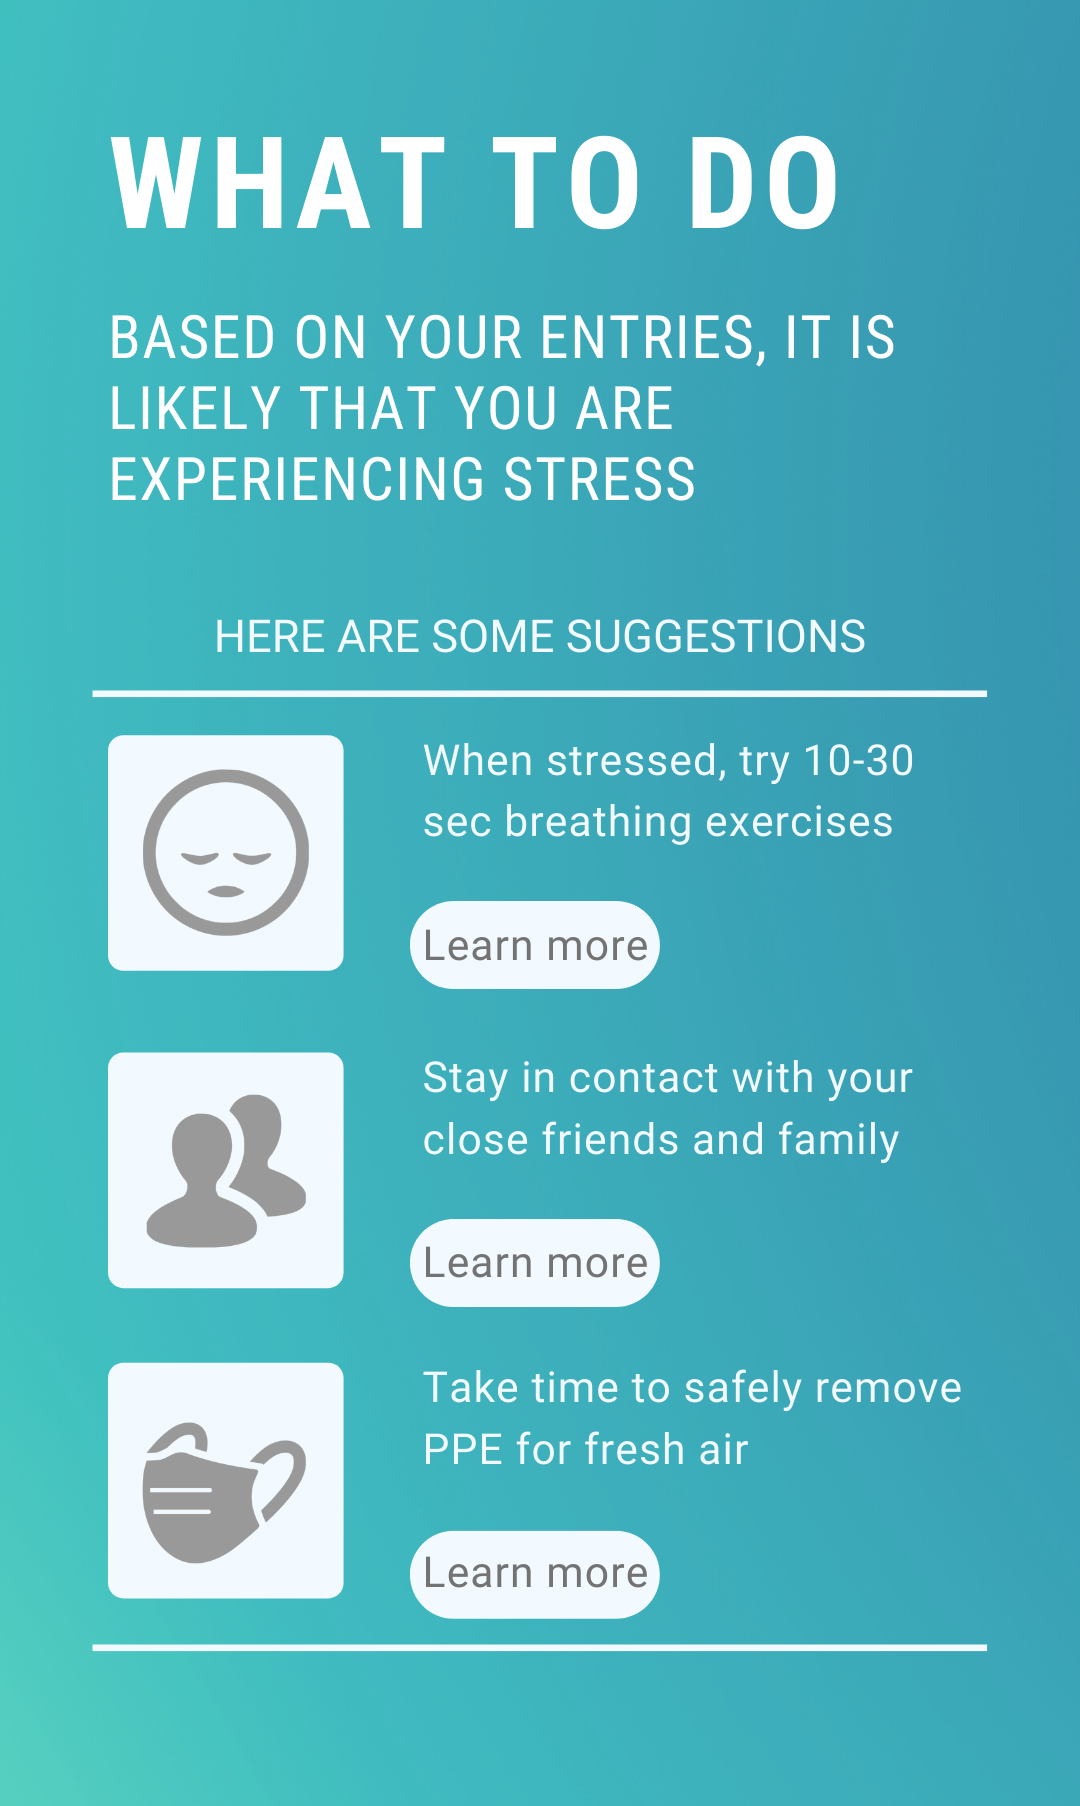 WHAT TO DO
BASED ON YOUR ENTRIES, IT IS
LIKELY THAT YOU ARE
EXPERIENCING STRESS
HERE ARE SOME SUGGESTIONS
When stressed, try 10-30
sec breathing exercises
Learn more
Stay in contact with your
close friends and family
Learn more
Take time to safely remove
PPE for fresh air
Learn more